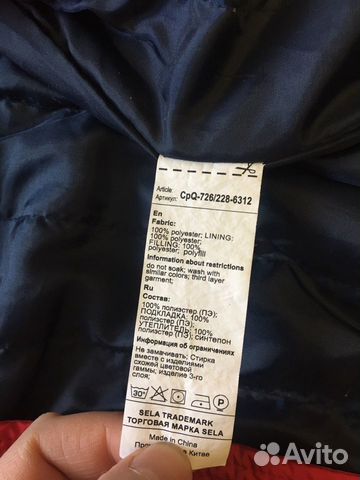 Article
Артикул: CpQ-726/228-6312
En
Fabric:
100% polyester; LINING:
100% polyester;
FILLING: 100%
polyester; polyfill
Information about restrictions
do not soak; wash with
similar colors; third layer
garment;
Ru
Состав:
100% полиэстер (ПЭ);
ПОДКЛАДКА: 100%
полиэстер (ПЭ);
УТЕПЛИТЕЛЬ: 100%
полиэстер (ПЭ); синтепон
Информация об ограничениях
Не замачивать; Стирка
вместе с изделиями
схожей цветовой
гаммы, изделие 3-го
слоя;
30° P
SELA TRADEMARK
ТОРГОВАЯ МАРКА SELA
Made in China
Китае
Avito